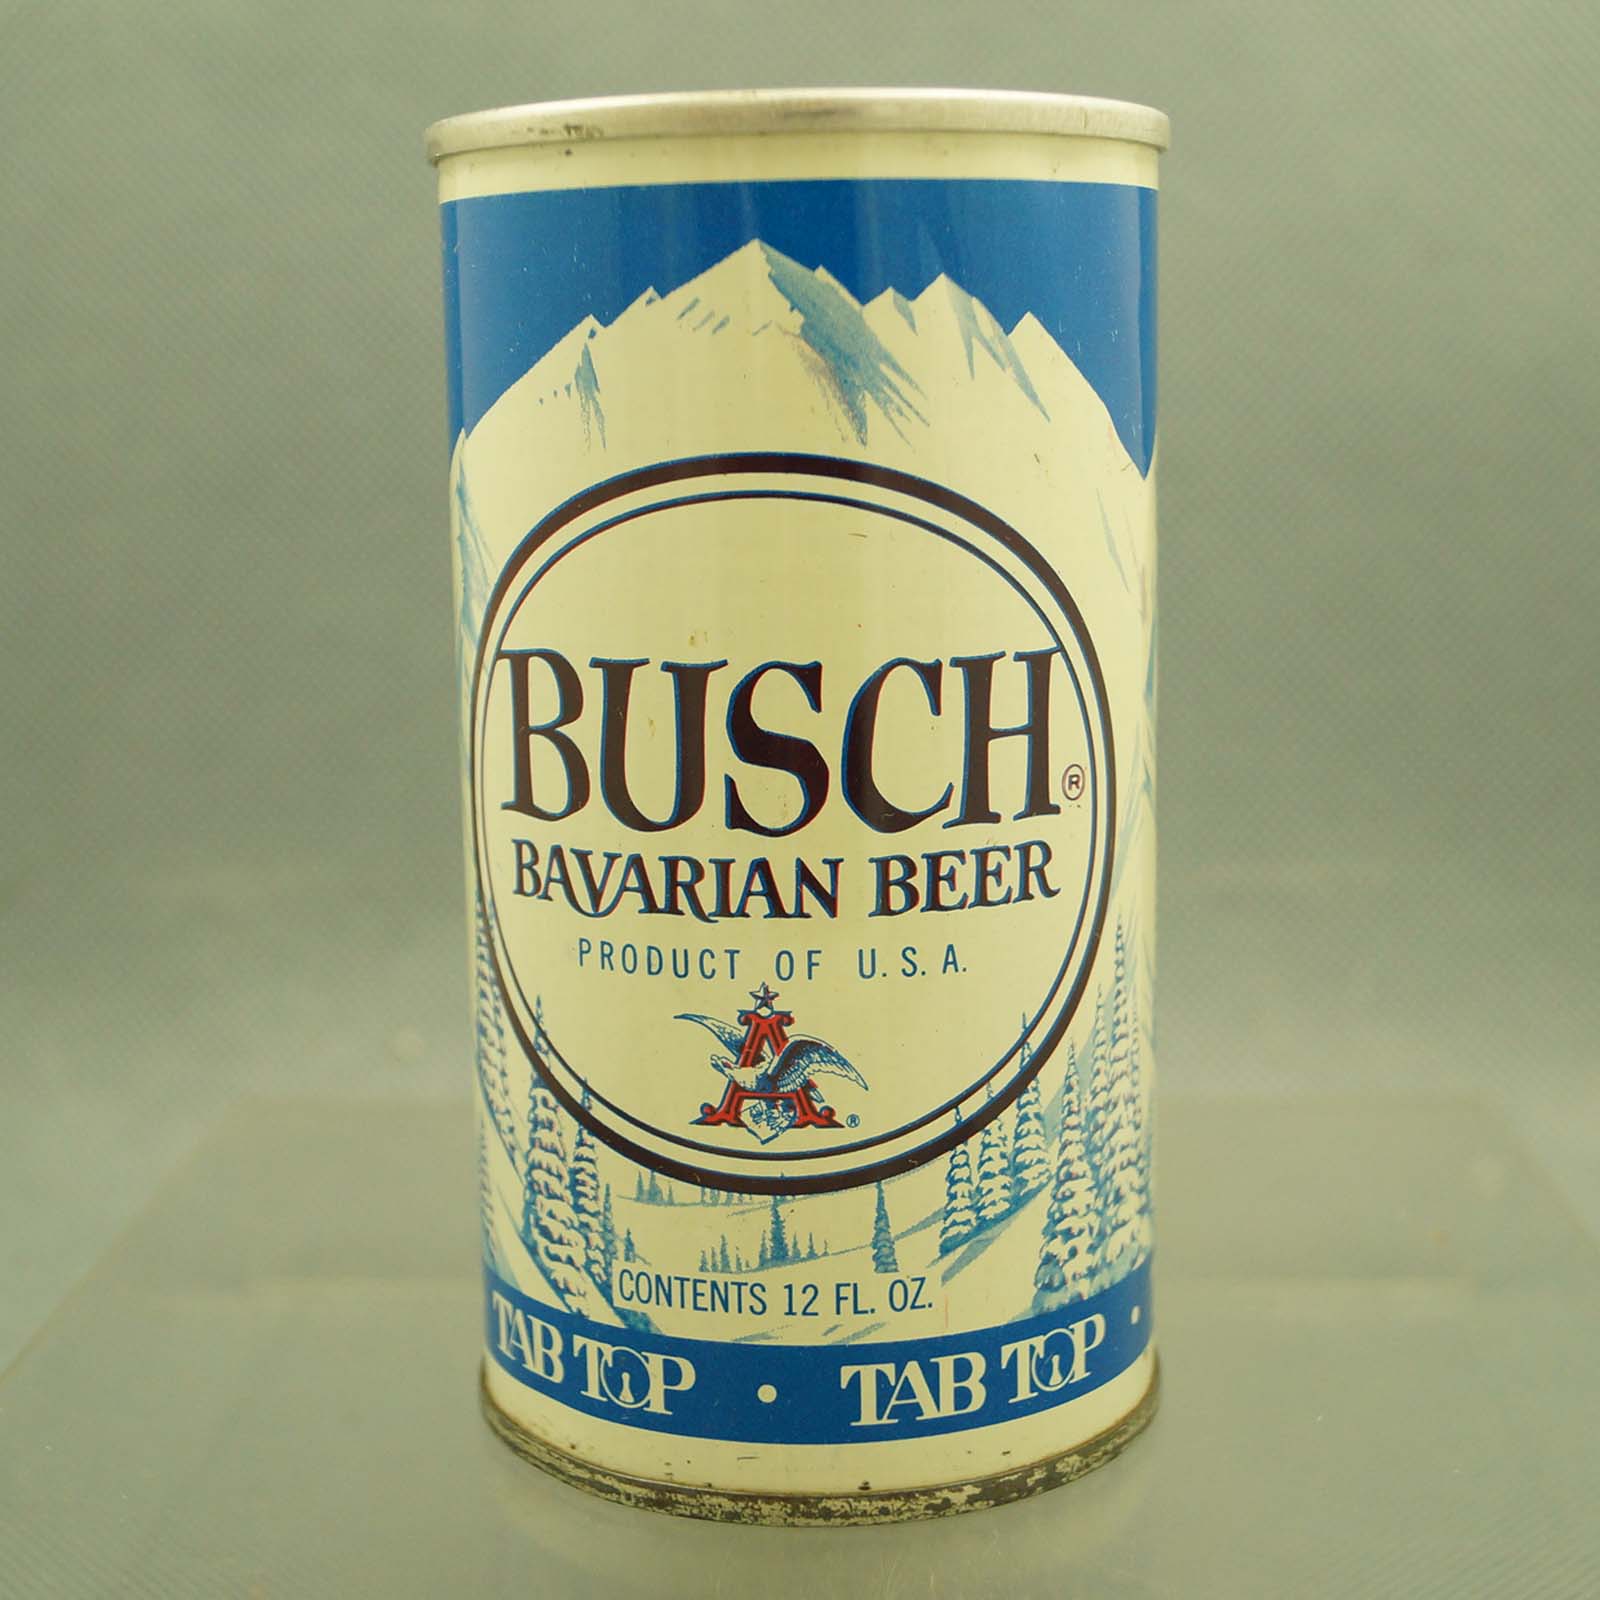 BUSCH®
BAVARIAN BEER
PRODUCT OF U.S.A.
A®
CONTENTS 12 FL. OZ.
TAB TOP • TAB TOP •